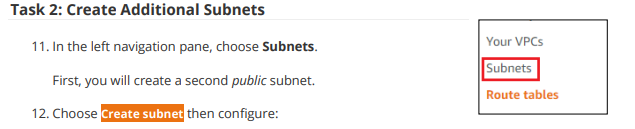 Task 2: Create Additional Subnets
11. In the left navigation pane, choose Subnets.
First, you will create a second public subnet.
12. Choose Create subnet then configure:
Your VPCs
Subnets
Route tables